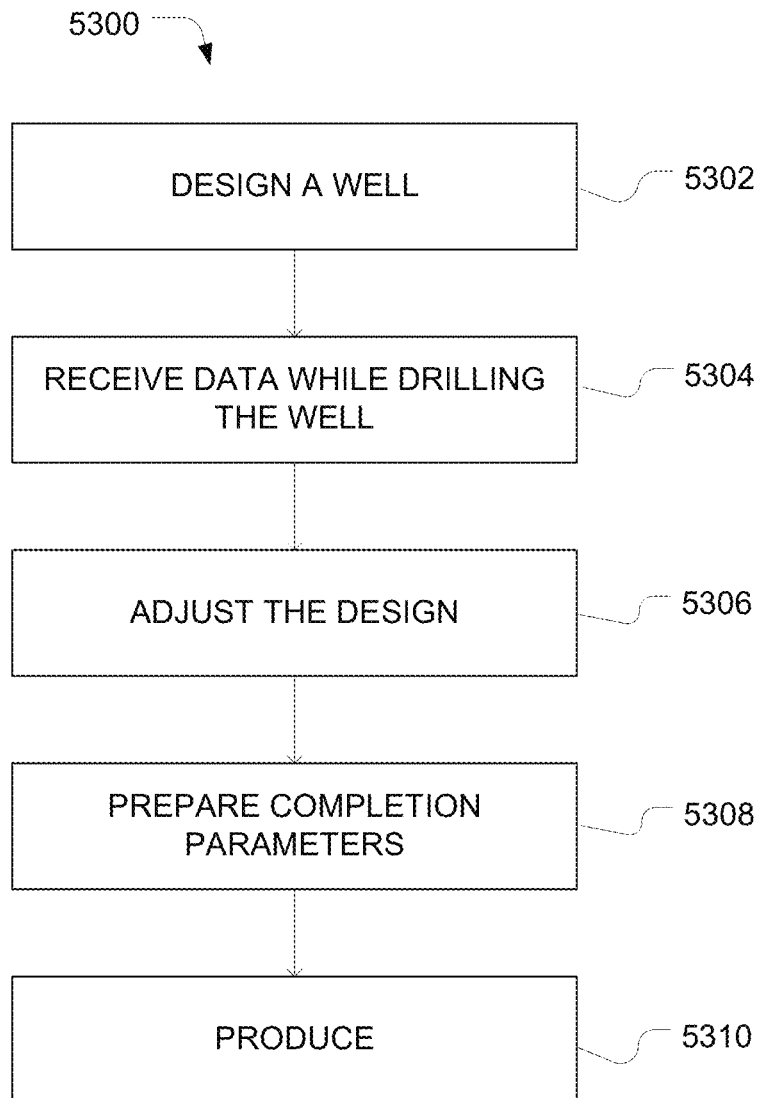 5300
DESIGN A WELL
5302
RECEIVE DATA WHILE DRILLING
THE WELL
5304
ADJUST THE DESIGN
5306
PREPARE COMPLETION
PARAMETERS
5308
PRODUCE
5310